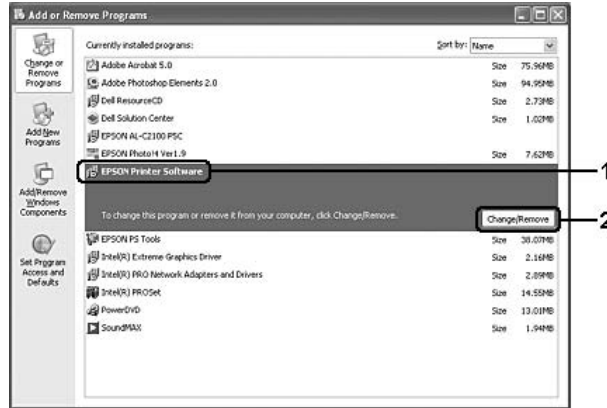 Add or Remove Programs
Change or
Remove
Programs
Add New
Programs
Add/Remove
Windows
Components
Set Program
Access and
Defaults
Currently installed programs: Sort by: Name
Adobe Acrobat 5.0 Size 75.96MB
Adobe Photoshop Elements 2.0 Size 94.95MB
Dell ResourceCD Size 2.73MB
Dell Solution Center Size 1.02MB
EPSON AL-C2100 PSC
EPSON Photo!4 Ver1.9 Size 7.62MB
EPSON Printer Software 1
To change this program or remove it from your computer, click Change/Remove. Change/Remove 2
EPSON PS Tools Size 38.07MB
Intel(R) Extreme Graphics Driver Size 2.16MB
Intel(R) PRO Network Adapters and Drivers Size 2.89MB
Intel(R) PROSet Size 14.55MB
PowerDVD Size 13.01MB
SoundMAX Size 1.94MB